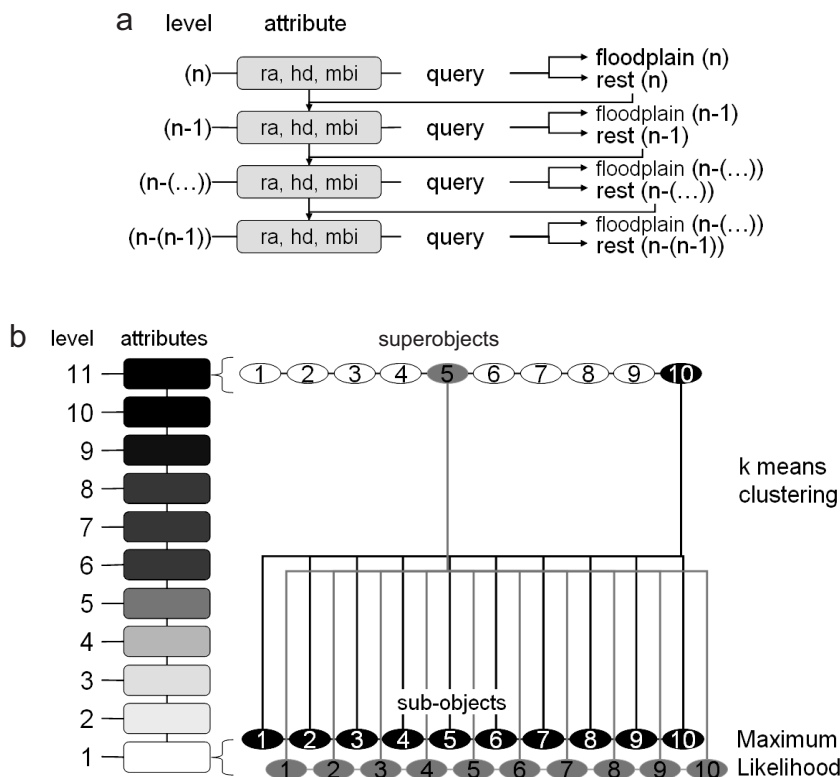 a level attribute
(n) ra, hd, mbi query floodplain (n)
rest (n)
(n-1) ra, hd, mbi query floodplain (n-1)
rest (n-1)
(n-(...)) ra, hd, mbi query floodplain (n-(...))
rest (n-(...))
(n-(n-1)) ra, hd, mbi query floodplain (n-(...))
rest (n-(n-1))
b level attributes superobjects
11 1 2 3 4 5 6 7 8 9 10
10
9
8
7
6
5
4
3
2
1
k means
clustering
sub-objects
1 2 3 4 5 6 7 8 9 10 Maximum
1 2 3 4 5 6 7 8 9 10 Likelihood